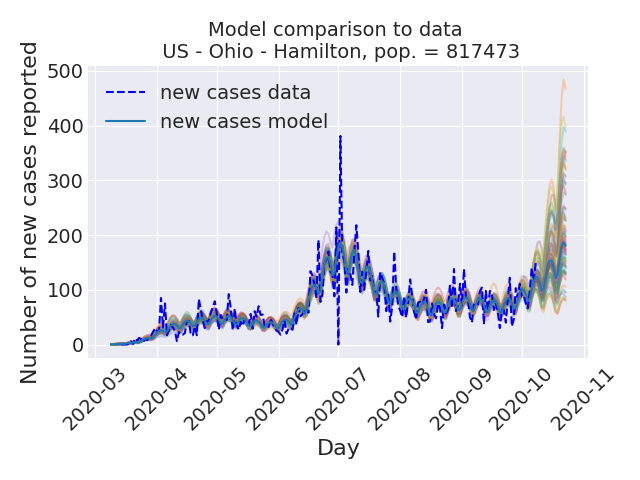 Model comparison to data
US - Ohio - Hamilton, pop. = 817473
Number of new cases reported
500
400
300
200
100
0
new cases data
new cases model
2020-03
2020-04
2020-05
2020-06
2020-07
2020-08
2020-09
2020-10
2020-11
Day